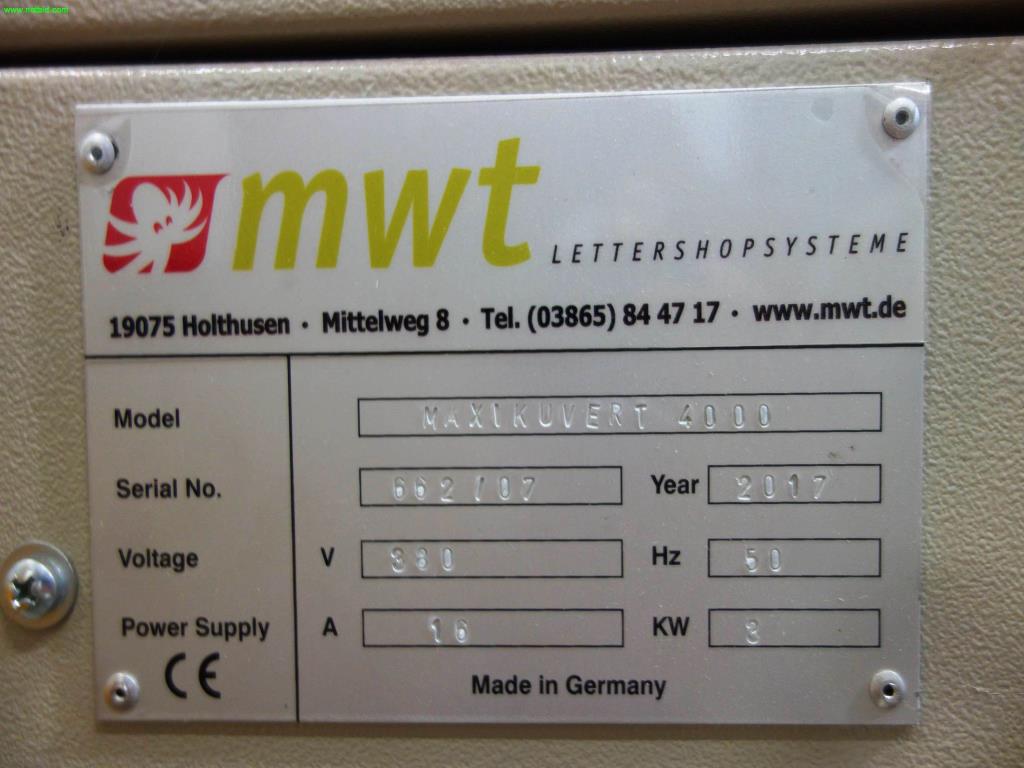 www.netbid.com
mwt LETTERSHOPSYSTEME
19075 Holthusen · Mittelweg 8 · Tel. (03865) 84 47 17 · www.mwt.de
Model MAXIKUVERT 4000
Serial No. 662/07 Year 2017
Voltage V 380 Hz 50
Power Supply A 16 KW 3
CE Made in Germany